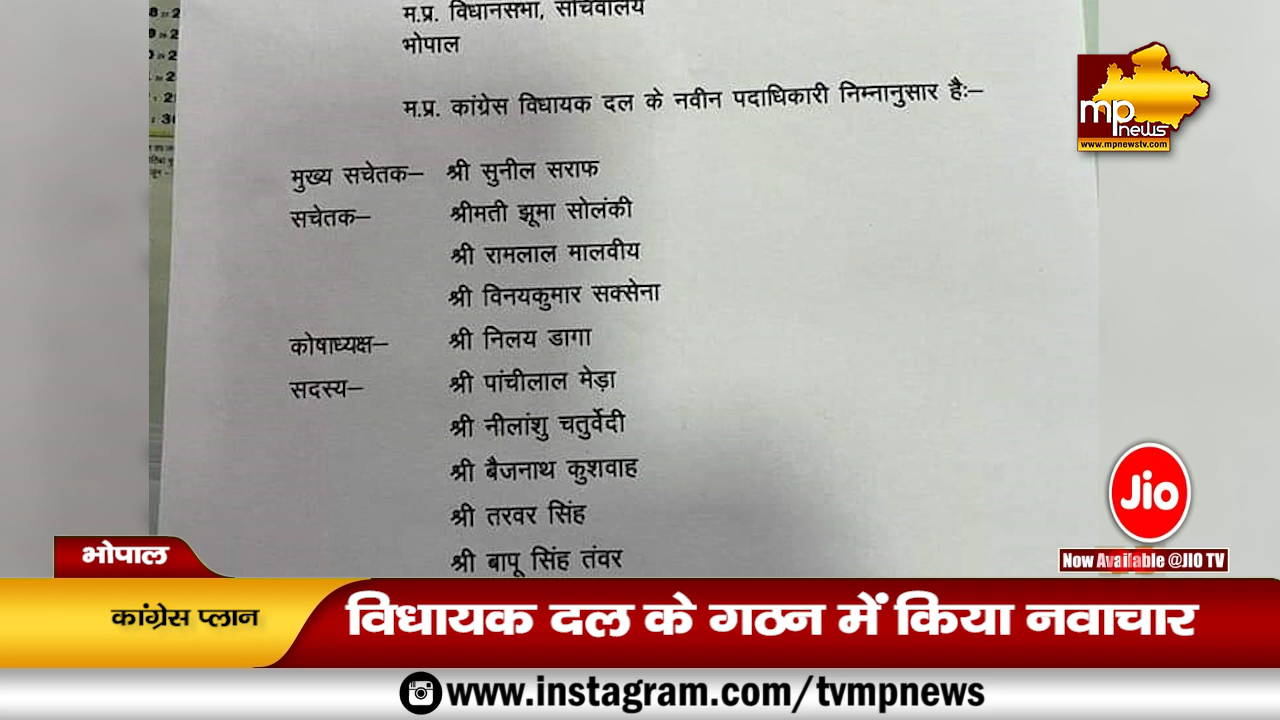 म.प्र. विधानसभा, सचिवालय
भोपाल
म.प्र. कांग्रेस विधायक दल के नवीन पदाधिकारी निम्नानुसार है:–
मुख्य सचेतक– श्री सुनील सराफ
सचेतक– श्रीमती झूमा सोलंकी
श्री रामलाल मालवीय
श्री विनयकुमार सक्सेना
कोषाध्यक्ष– श्री निलय डागा
सदस्य– श्री पांचीलाल मेड़ा
श्री नीलांशु चतुर्वेदी
श्री बैजनाथ कुशवाह
श्री तरवर सिंह
श्री बापू सिंह तंवर
mp news
www.mpnewstv.com
Jio
Now Available @JIO TV
भोपाल
कांग्रेस प्लान
विधायक दल के गठन में किया नवाचार
www.instagram.com/tvmpnews